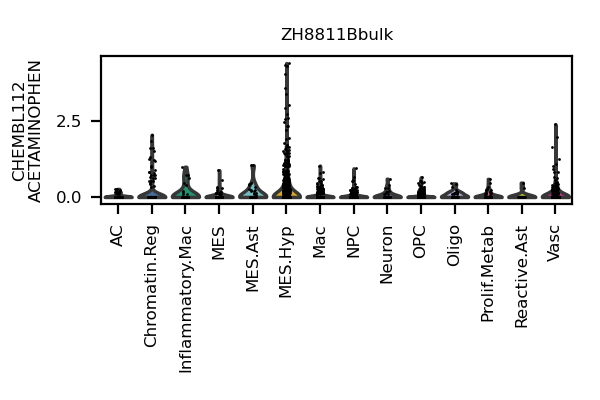 ZH8811Bbulk
CHEMBL112
ACETAMINOPHEN
2.5
0.0
AC
Chromatin.Reg
Inflammatory.Mac
MES
MES.Ast
MES.Hyp
Mac
NPC
Neuron
OPC
Oligo
Prolif.Metab
Reactive.Ast
Vasc